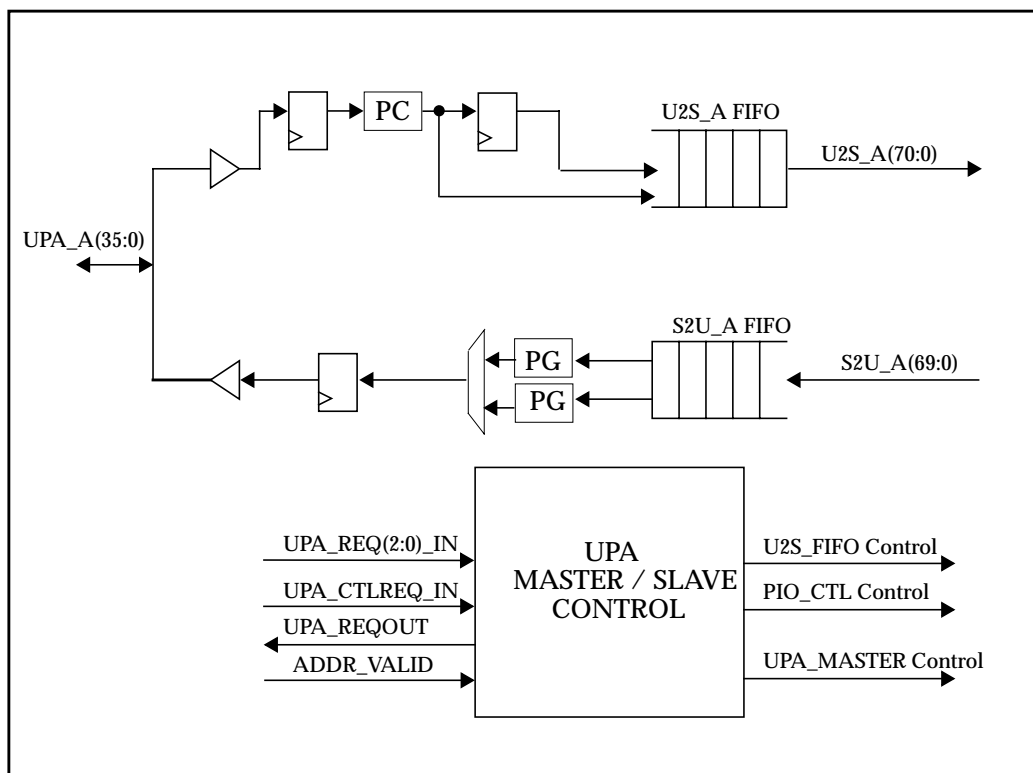 PC
U2S_A FIFO
U2S_A(70:0)
UPA_A(35:0)
S2U_A FIFO
PG
S2U_A(69:0)
PG
UPA_REQ(2:0)_IN
UPA_CTLREQ_IN
UPA_REQOUT
ADDR_VALID
UPA
MASTER / SLAVE
CONTROL
U2S_FIFO Control
PIO_CTL Control
UPA_MASTER Control